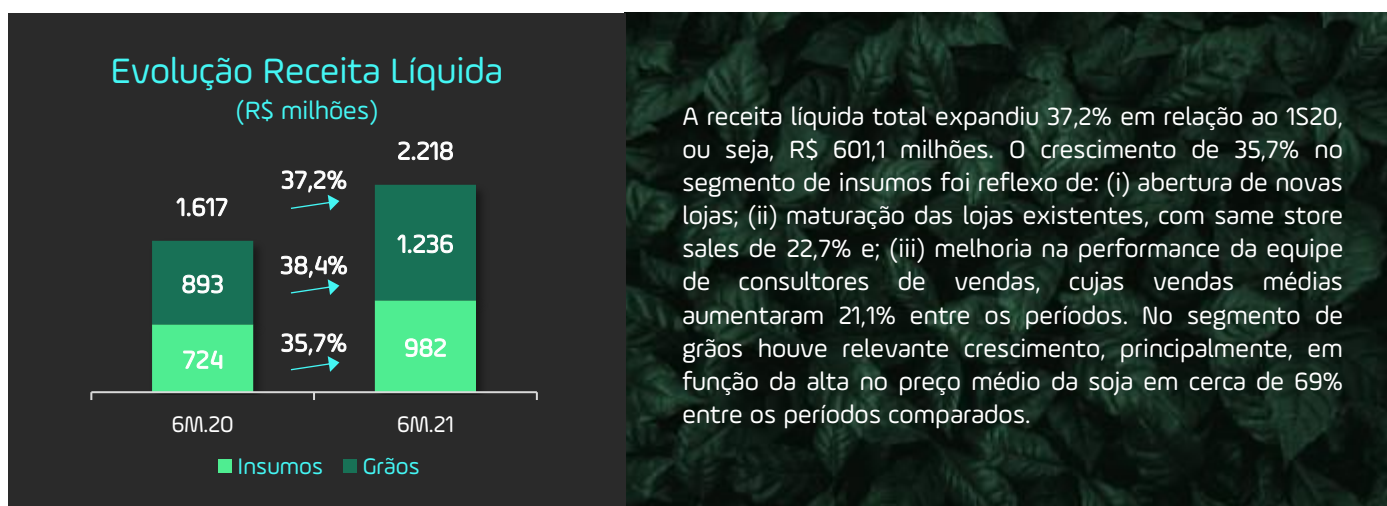 Evolução Receita Líquida
(R$ milhões)
2.218
37,2%
1.617
1.236
38,4%
893
35,7%
982
724
6M.20
6M.21
Insumos
Grãos
A receita líquida total expandiu 37,2% em relação ao 1S20,
ou seja, R$ 601,1 milhões. O crescimento de 35,7% no
segmento de insumos foi reflexo de: (i) abertura de novas
lojas; (ii) maturação das lojas existentes, com same store
sales de 22,7% e; (iii) melhoria na performance da equipe
de consultores de vendas, cujas vendas médias
aumentaram 21,1% entre os períodos. No segmento de
grãos houve relevante crescimento, principalmente, em
função da alta no preço médio da soja em cerca de 69%
entre os períodos comparados.